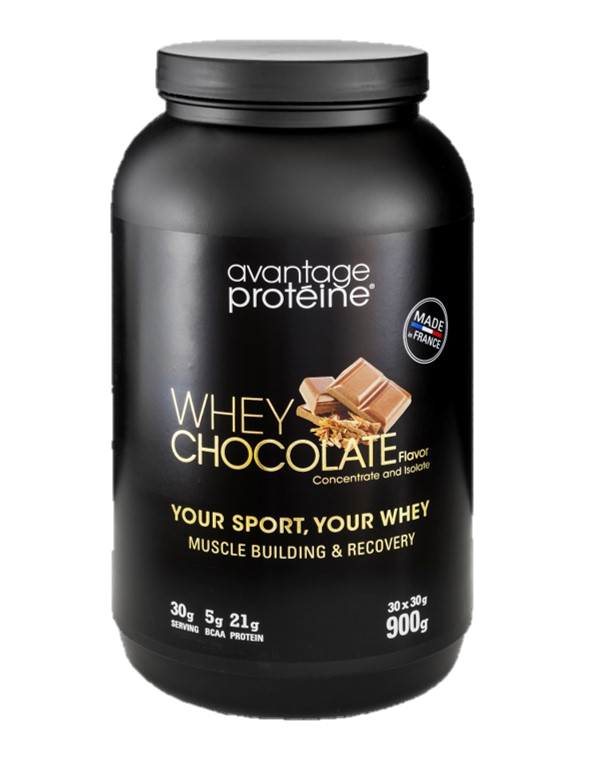 avantage
protéine®
MADE
in FRANCE
WHEY
CHOCOLATE Flavor
Concentrate and Isolate
YOUR SPORT, YOUR WHEY
MUSCLE BUILDING & RECOVERY
30g 5g 21g
SERVING BCAA PROTEIN
30 x 30g
900g